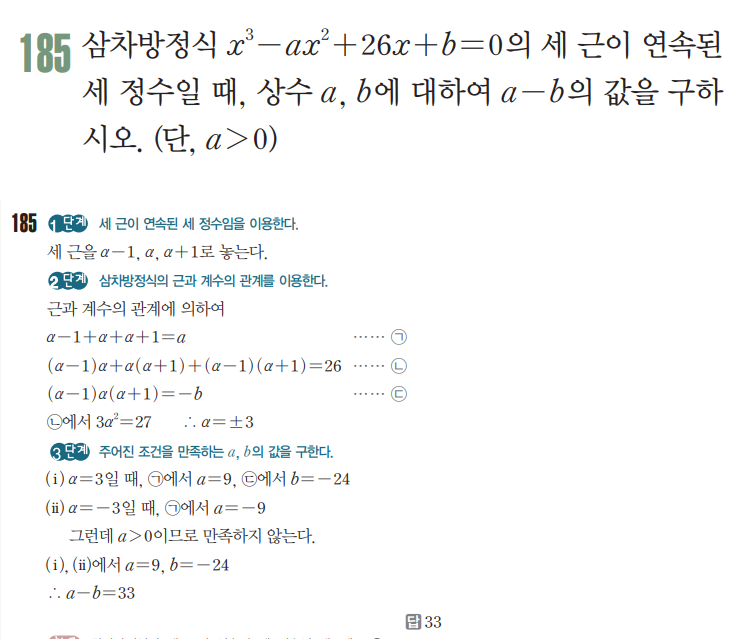 185 삼차방정식 x³-ax²+26x+b=0의 세 근이 연속된
세 정수일 때, 상수 a, b에 대하여 a-b의 값을 구하
시오. (단, a>0)
185 1단계 세 근이 연속된 세 정수임을 이용한다.
세 근을 α-1, α, α+1로 놓는다.
2단계 삼차방정식의 근과 계수의 관계를 이용한다.
근과 계수의 관계에 의하여
α-1+α+α+1=a …… ㉠
(α-1)α+α(α+1)+(α-1)(α+1)=26 …… ㉡
(α-1)α(α+1)=-b …… ㉢
㉡에서 3α²=27 ∴ α=±3
3단계 주어진 조건을 만족하는 a, b의 값을 구한다.
(ⅰ) α=3일 때, ㉠에서 a=9, ㉢에서 b=-24
(ⅱ) α=-3일 때, ㉠에서 a=-9
그런데 a>0이므로 만족하지 않는다.
(ⅰ), (ⅱ)에서 a=9, b=-24
∴ a-b=33
답 33